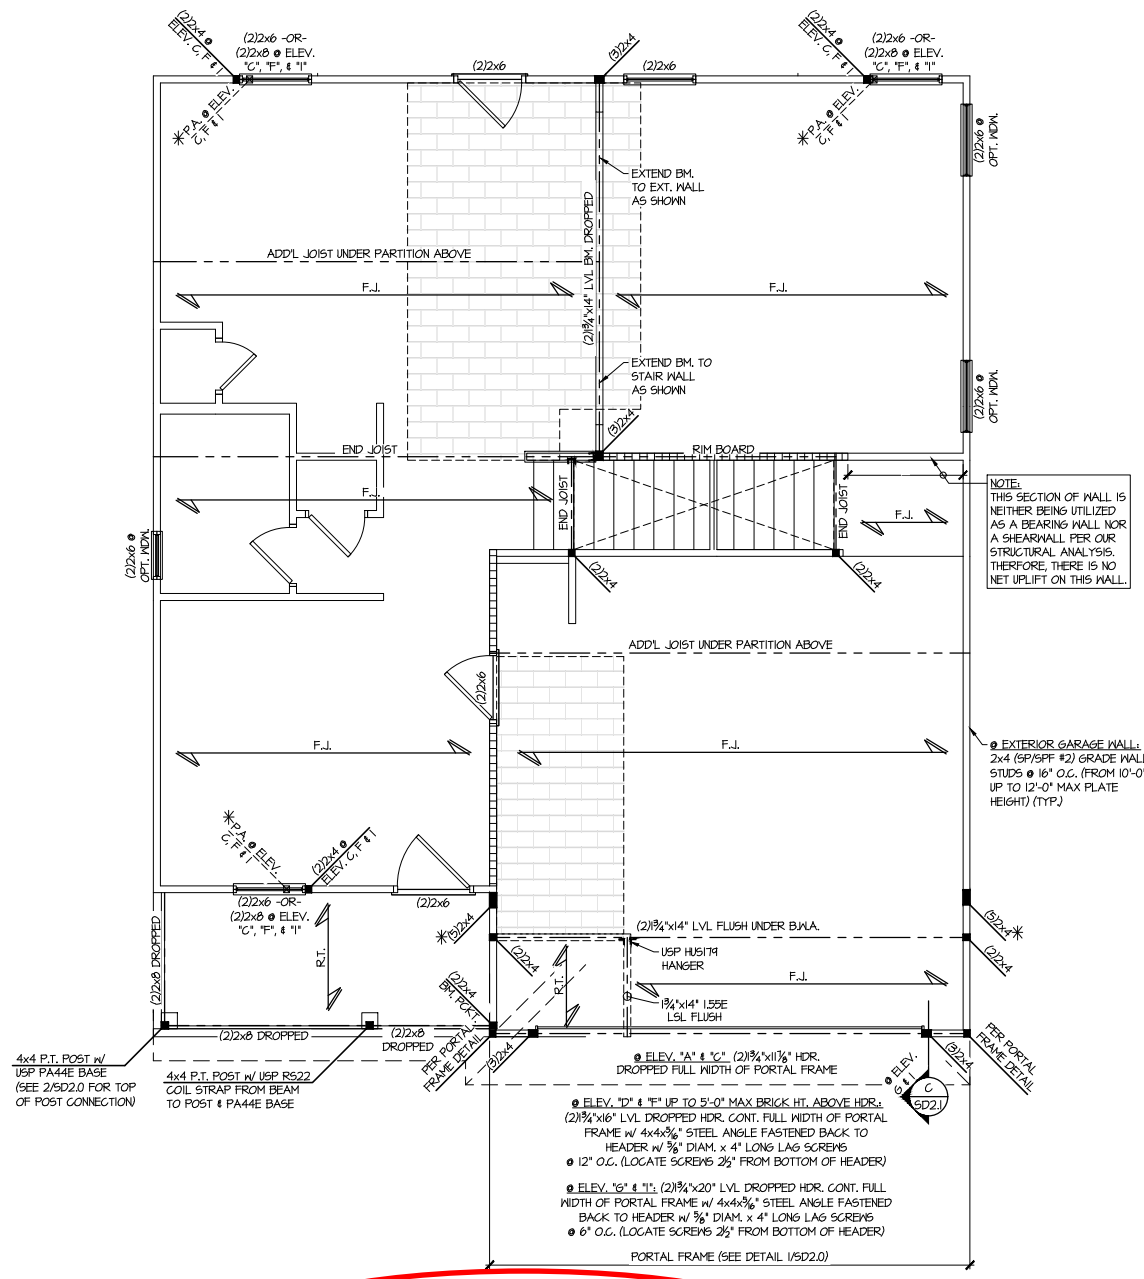 (2)2x4 @
ELEV. C, F & I
(2)2x6 -OR-
(2)2x8 @ ELEV.
"C", "F", & "I"
(2)2x6
(3)2x4
(2)2x6
(2)2x4 @
ELEV. C, F & I
(2)2x6 -OR-
(2)2x8 @ ELEV.
"C", "F", & "I"
P.A. @ ELEV.
C, F & I
P.A. @ ELEV.
C, F & I
(2)2x6 @
OPT. WDW.
EXTEND BM.
TO EXT. WALL
AS SHOWN
(2)1¾"x14" LVL BM. DROPPED
ADD'L JOIST UNDER PARTITION ABOVE
F.J.
F.J.
EXTEND BM. TO
STAIR WALL
AS SHOWN
(2)2x6 @
OPT. WDW.
(3)2x4
END JOIST
RIM BOARD
F.J.
END JOIST
END JOIST
F.J.
NOTE:
THIS SECTION OF WALL IS
NEITHER BEING UTILIZED
AS A BEARING WALL NOR
A SHEARWALL PER OUR
STRUCTURAL ANALYSIS.
THERFORE, THERE IS NO
NET UPLIFT ON THIS WALL.
(2)2x6 @
OPT. WDW.
(2)2x4
(2)2x4
ADD'L JOIST UNDER PARTITION ABOVE
(2)2x6
F.J.
F.J.
@ EXTERIOR GARAGE WALL:
2x4 (SP/SPF #2) GRADE WALL
STUDS @ 16" O.C. (FROM 10'-0"
UP TO 12'-0" MAX PLATE
HEIGHT) (TYP.)
P.A. @ ELEV.
C, F & I
(2)2x4 @
ELEV. C, F & I
(2)2x6 -OR-
(2)2x8 @ ELEV.
"C", "F", & "I"
(2)2x6
(5)2x4
(2)2x4
(2)1¾"x14" LVL FLUSH UNDER B.W.A.
(5)2x4
(2)2x4
(2)2x8 DROPPED
R.T.
R.T.
USP HUS179
HANGER
F.J.
(2)2x4
BM. PCKT.
1¾"x14" 1.55E
LSL FLUSH
(2)2x8 DROPPED
(2)2x8
DROPPED
PER PORTAL
FRAME DETAIL
(3)2x4
(3)2x4
PER PORTAL
FRAME DETAIL
4x4 P.T. POST W/
USP PA44E BASE
(SEE 2/SD2.0 FOR TOP
OF POST CONNECTION)
4x4 P.T. POST W/ USP RS22
COIL STRAP FROM BEAM
TO POST & PA44E BASE
@ ELEV. "A" & "C" (2)1¾"x11⅞" HDR.
DROPPED FULL WIDTH OF PORTAL FRAME
@ ELEV.
G & I
C
SD2.1
@ ELEV. "D" & "F" UP TO 5'-0" MAX BRICK HT. ABOVE HDR.:
(2)1¾"x16" LVL DROPPED HDR. CONT. FULL WIDTH OF PORTAL
FRAME W/ 4x4x5/16" STEEL ANGLE FASTENED BACK TO
HEADER W/ ⅝" DIAM. x 4" LONG LAG SCREWS
@ 12" O.C. (LOCATE SCREWS 2½" FROM BOTTOM OF HEADER)
@ ELEV. "G" & "I": (2)1¾"x20" LVL DROPPED HDR. CONT. FULL
WIDTH OF PORTAL FRAME W/ 4x4x5/16" STEEL ANGLE FASTENED
BACK TO HEADER W/ ⅝" DIAM. x 4" LONG LAG SCREWS
@ 6" O.C. (LOCATE SCREWS 2½" FROM BOTTOM OF HEADER)
PORTAL FRAME (SEE DETAIL 1/SD2.0)